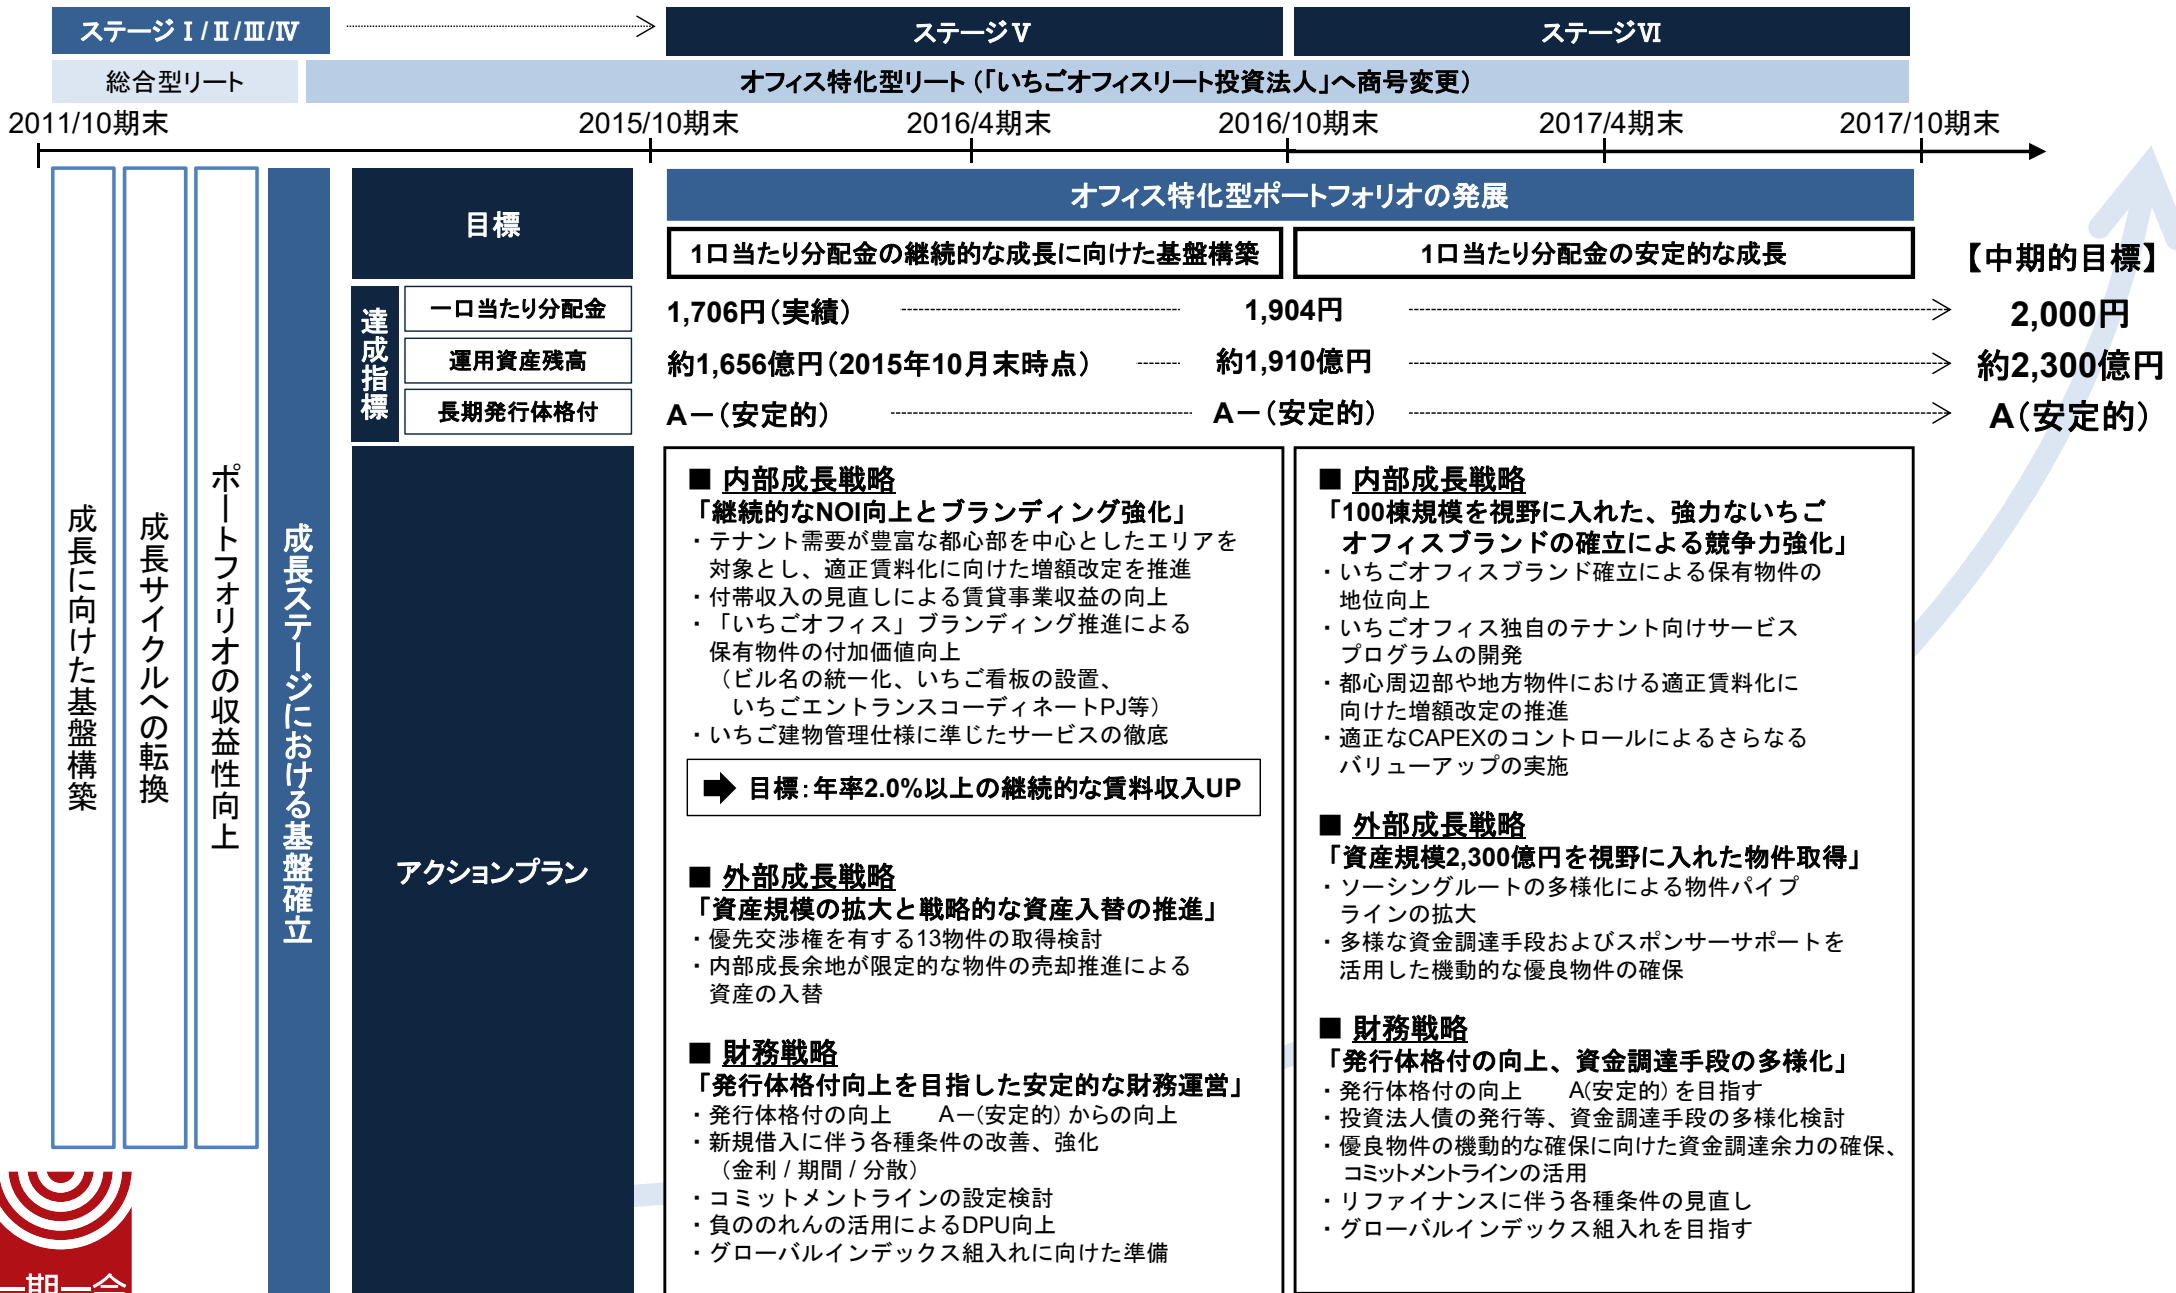 ステージⅠ/Ⅱ/Ⅲ/Ⅳ
ステージⅤ
ステージⅥ
総合型リート
オフィス特化型リート（「いちごオフィスリート投資法人」へ商号変更）
2011/10期末
2015/10期末
2016/4期末
2016/10期末
2017/4期末
2017/10期末
成長に向けた基盤構築
成長サイクルへの転換
ポートフォリオの収益性向上
成長ステージにおける基盤確立
目標
オフィス特化型ポートフォリオの発展
1口当たり分配金の継続的な成長に向けた基盤構築
1口当たり分配金の安定的な成長
【中期的目標】
達成指標
一口当たり分配金
1,706円（実績）
1,904円
2,000円
運用資産残高
約1,656億円（2015年10月末時点）
約1,910億円
約2,300億円
長期発行体格付
A－（安定的）
A－（安定的）
A（安定的）
アクションプラン
■ 内部成長戦略
「継続的なNOI向上とブランディング強化」
・テナント需要が豊富な都心部を中心としたエリアを
対象とし、適正賃料化に向けた増額改定を推進
・付帯収入の見直しによる賃貸事業収益の向上
・「いちごオフィス」ブランディング推進による
保有物件の付加価値向上
（ビル名の統一化、いちご看板の設置、
いちごエントランスコーディネートPJ等）
・いちご建物管理仕様に準じたサービスの徹底
➡ 目標：年率2.0%以上の継続的な賃料収入UP
■ 外部成長戦略
「資産規模の拡大と戦略的な資産入替の推進」
・優先交渉権を有する13物件の取得検討
・内部成長余地が限定的な物件の売却推進による
資産の入替
■ 財務戦略
「発行体格付向上を目指した安定的な財務運営」
・発行体格付の向上　A－(安定的) からの向上
・新規借入に伴う各種条件の改善、強化
（金利 / 期間 / 分散）
・コミットメントラインの設定検討
・負ののれんの活用によるDPU向上
・グローバルインデックス組入れに向けた準備
■ 内部成長戦略
「100棟規模を視野に入れた、強力ないちご
オフィスブランドの確立による競争力強化」
・いちごオフィスブランド確立による保有物件の
地位向上
・いちごオフィス独自のテナント向けサービス
プログラムの開発
・都心周辺部や地方物件における適正賃料化に
向けた増額改定の推進
・適正なCAPEXのコントロールによるさらなる
バリューアップの実施
■ 外部成長戦略
「資産規模2,300億円を視野に入れた物件取得」
・ソーシングルートの多様化による物件パイプ
ラインの拡大
・多様な資金調達手段およびスポンサーサポートを
活用した機動的な優良物件の確保
■ 財務戦略
「発行体格付の向上、資金調達手段の多様化」
・発行体格付の向上　A(安定的) を目指す
・投資法人債の発行等、資金調達手段の多様化検討
・優良物件の機動的な確保に向けた資金調達余力の確保、
コミットメントラインの活用
・リファイナンスに伴う各種条件の見直し
・グローバルインデックス組入れを目指す
一期一会